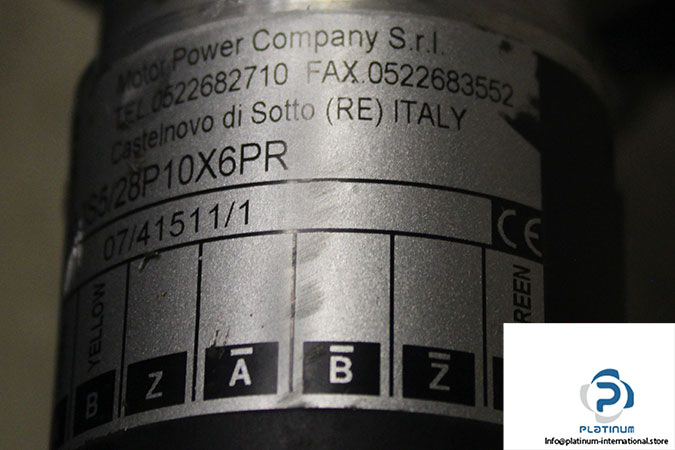 Motor Power Company S.r.l.
TEL.0522682710 FAX.0522683552
Castelnovo di Sotto (RE) ITALY
S5/28P10X6PR
07/41511/1
CE
YELLOW
REEN
B
Z
A̅
B̅
Z̅
PLATINUM
Info@platinum-international.store